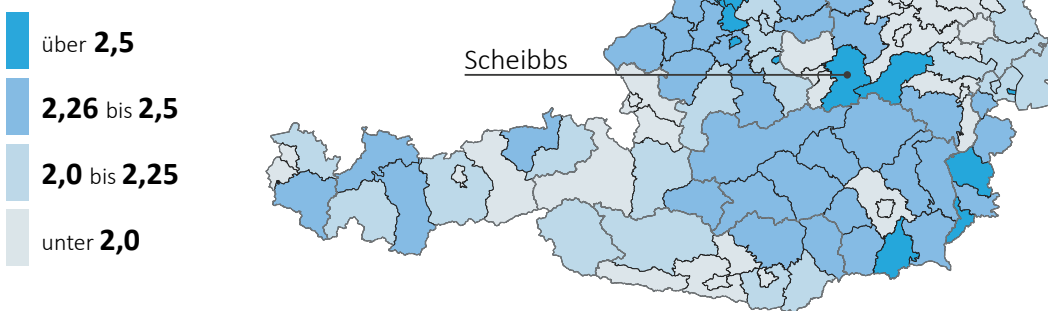 über 2,5
Scheibbs
2,26 bis 2,5
2,0 bis 2,25
unter 2,0